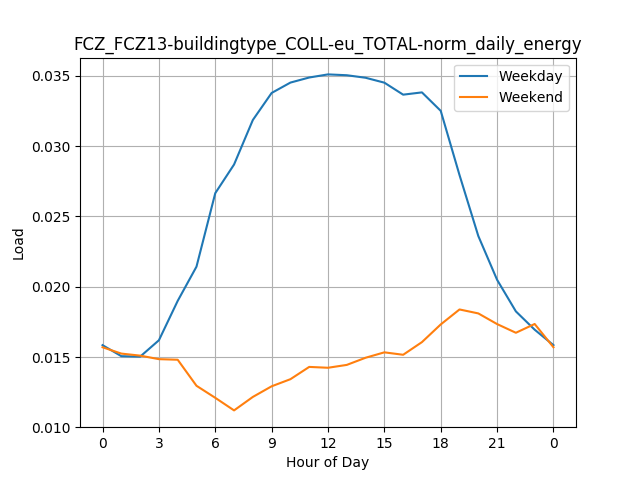 FCZ_FCZ13-buildingtype_COLL-eu_TOTAL-norm_daily_energy
Weekday
Weekend
0.035
0.030
0.025
0.020
0.015
0.010
Load
0 3 6 9 12 15 18 21 0
Hour of Day